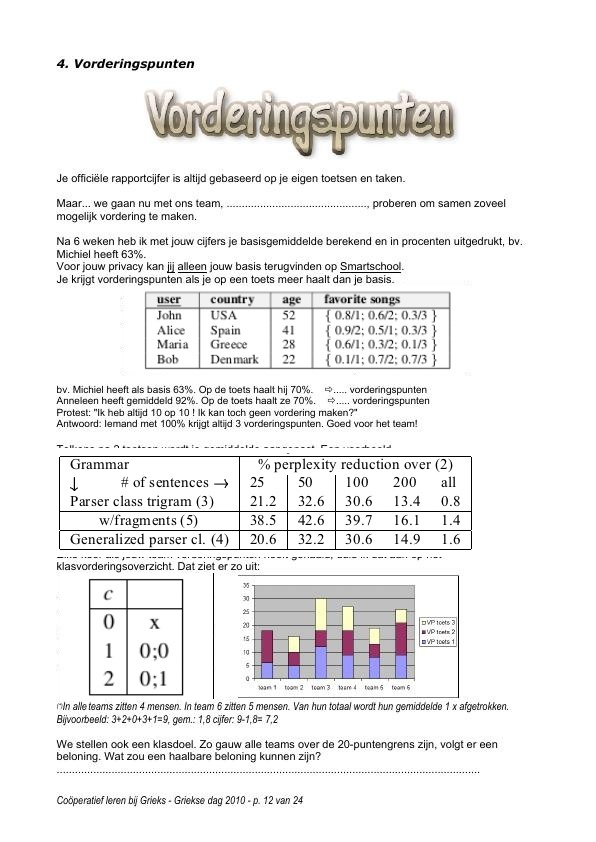 4. Vorderingspunten
Vorderingspunten
Je officiële rapportcijfer is altijd gebaseerd op je eigen toetsen en taken.
Maar... we gaan nu met ons team, .............................................., proberen om samen zoveel
mogelijk vordering te maken.
Na 6 weken heb ik met jouw cijfers je basisgemiddelde berekend en in procenten uitgedrukt, bv.
Michiel heeft 63%.
Voor jouw privacy kan jij alleen jouw basis terugvinden op Smartschool.
Je krijgt vorderingspunten als je op een toets meer haalt dan je basis.
user country age favorite songs
John USA 52 { 0.8/1; 0.6/2; 0.3/3 }
Alice Spain 41 { 0.9/2; 0.5/1; 0.3/3 }
Maria Greece 28 { 0.6/1; 0.3/2; 0.1/3 }
Bob Denmark 22 { 0.1/1; 0.7/2; 0.7/3 }
bv. Michiel heeft als basis 63%. Op de toets haalt hij 70%. ⇨..... vorderingspunten
Anneleen heeft gemiddeld 92%. Op de toets haalt ze 70%. ⇨..... vorderingspunten
Protest: "Ik heb altijd 10 op 10 ! Ik kan toch geen vordering maken?"
Antwoord: Iemand met 100% krijgt altijd 3 vorderingspunten. Goed voor het team!
Grammar % perplexity reduction over (2)
↓ # of sentences → 25 50 100 200 all
Parser class trigram (3) 21.2 32.6 30.6 13.4 0.8
w/fragments (5) 38.5 42.6 39.7 16.1 1.4
Generalized parser cl. (4) 20.6 32.2 30.6 14.9 1.6
klasvorderingsoverzicht. Dat ziet er zo uit:
c
0 x
1 0;0
2 0;1
35
30
25
20
15
10
5
0
team 1 team 2 team 3 team 4 team 5 team 6
VP toets 3
VP toets 2
VP toets 1
(*)In alle teams zitten 4 mensen. In team 6 zitten 5 mensen. Van hun totaal wordt hun gemiddelde 1 x afgetrokken.
Bijvoorbeeld: 3+2+0+3+1=9, gem.: 1,8 cijfer: 9-1,8= 7,2
We stellen ook een klasdoel. Zo gauw alle teams over de 20-puntengrens zijn, volgt er een
beloning. Wat zou een haalbare beloning kunnen zijn?
............................................................................................................................................
Coöperatief leren bij Grieks - Griekse dag 2010 - p. 12 van 24